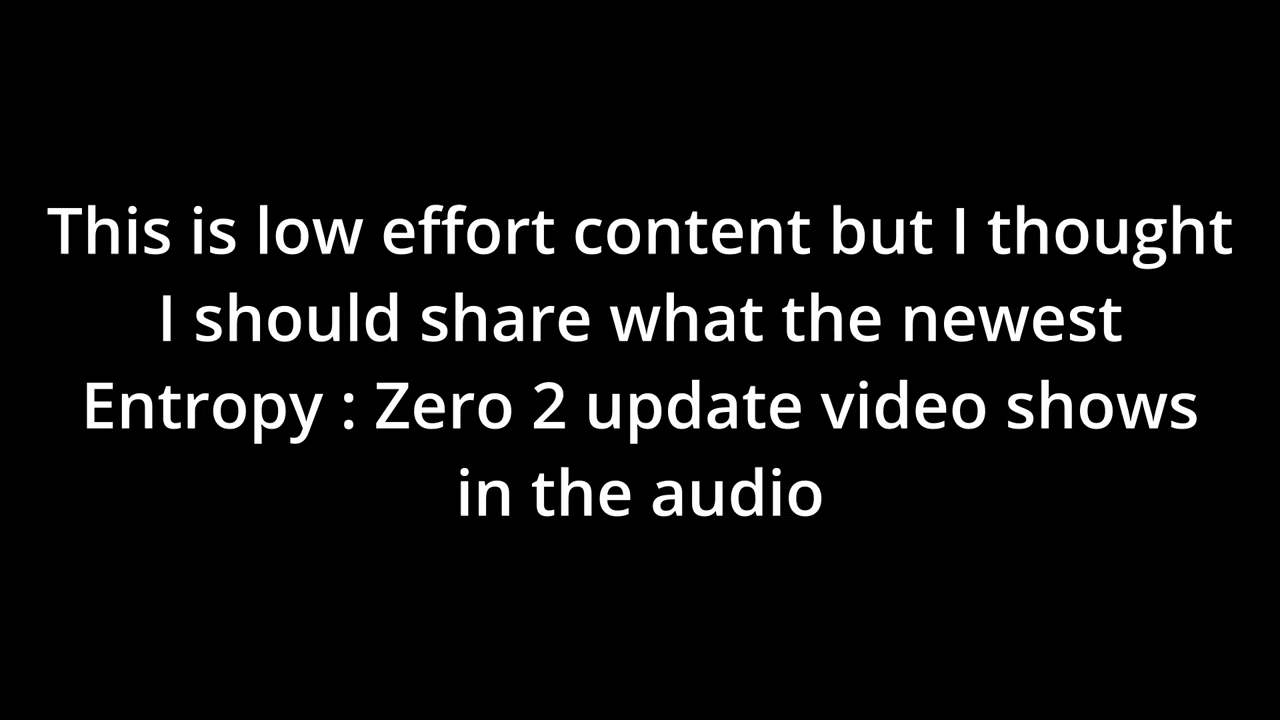 This is low effort content but I thought
I should share what the newest
Entropy : Zero 2 update video shows
in the audio